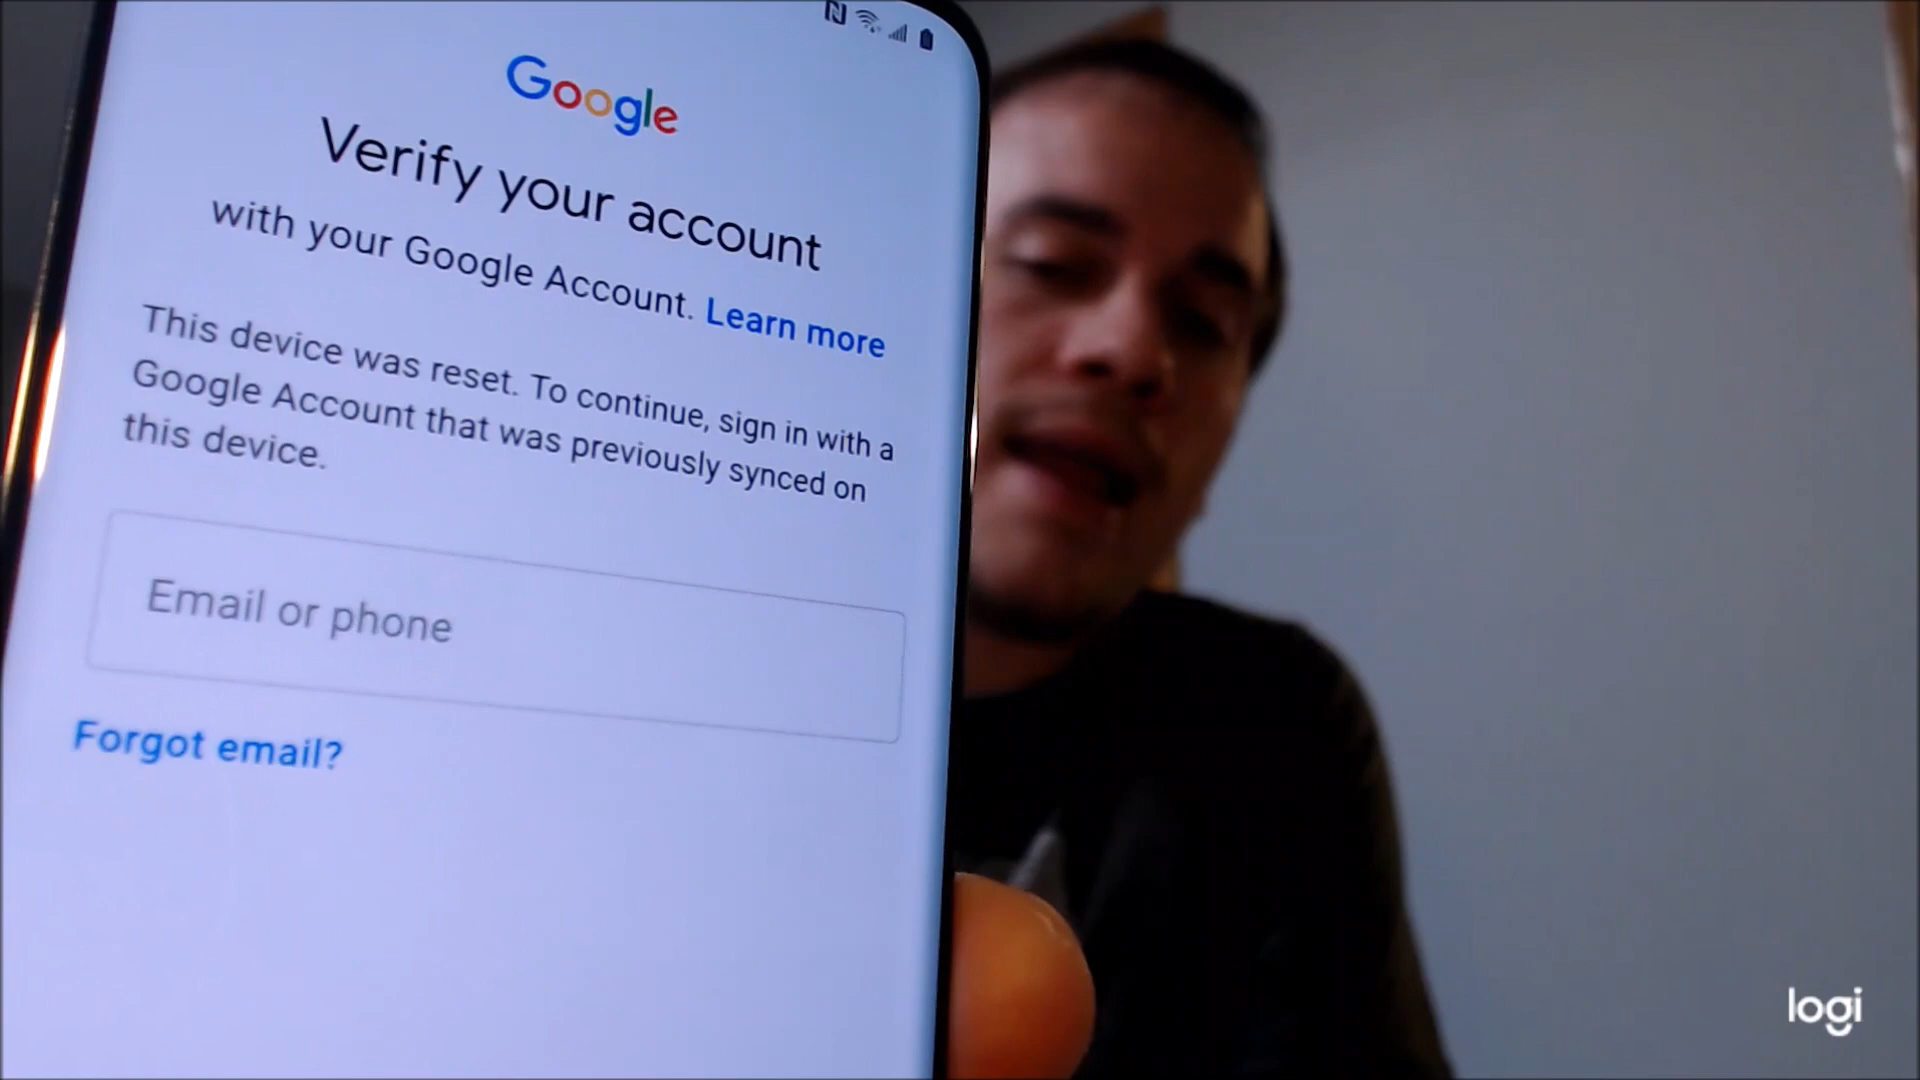 Google
Verify your account
with your Google Account. Learn more
This device was reset. To continue, sign in with a
Google Account that was previously synced on
this device.
Email or phone
Forgot email?
logi